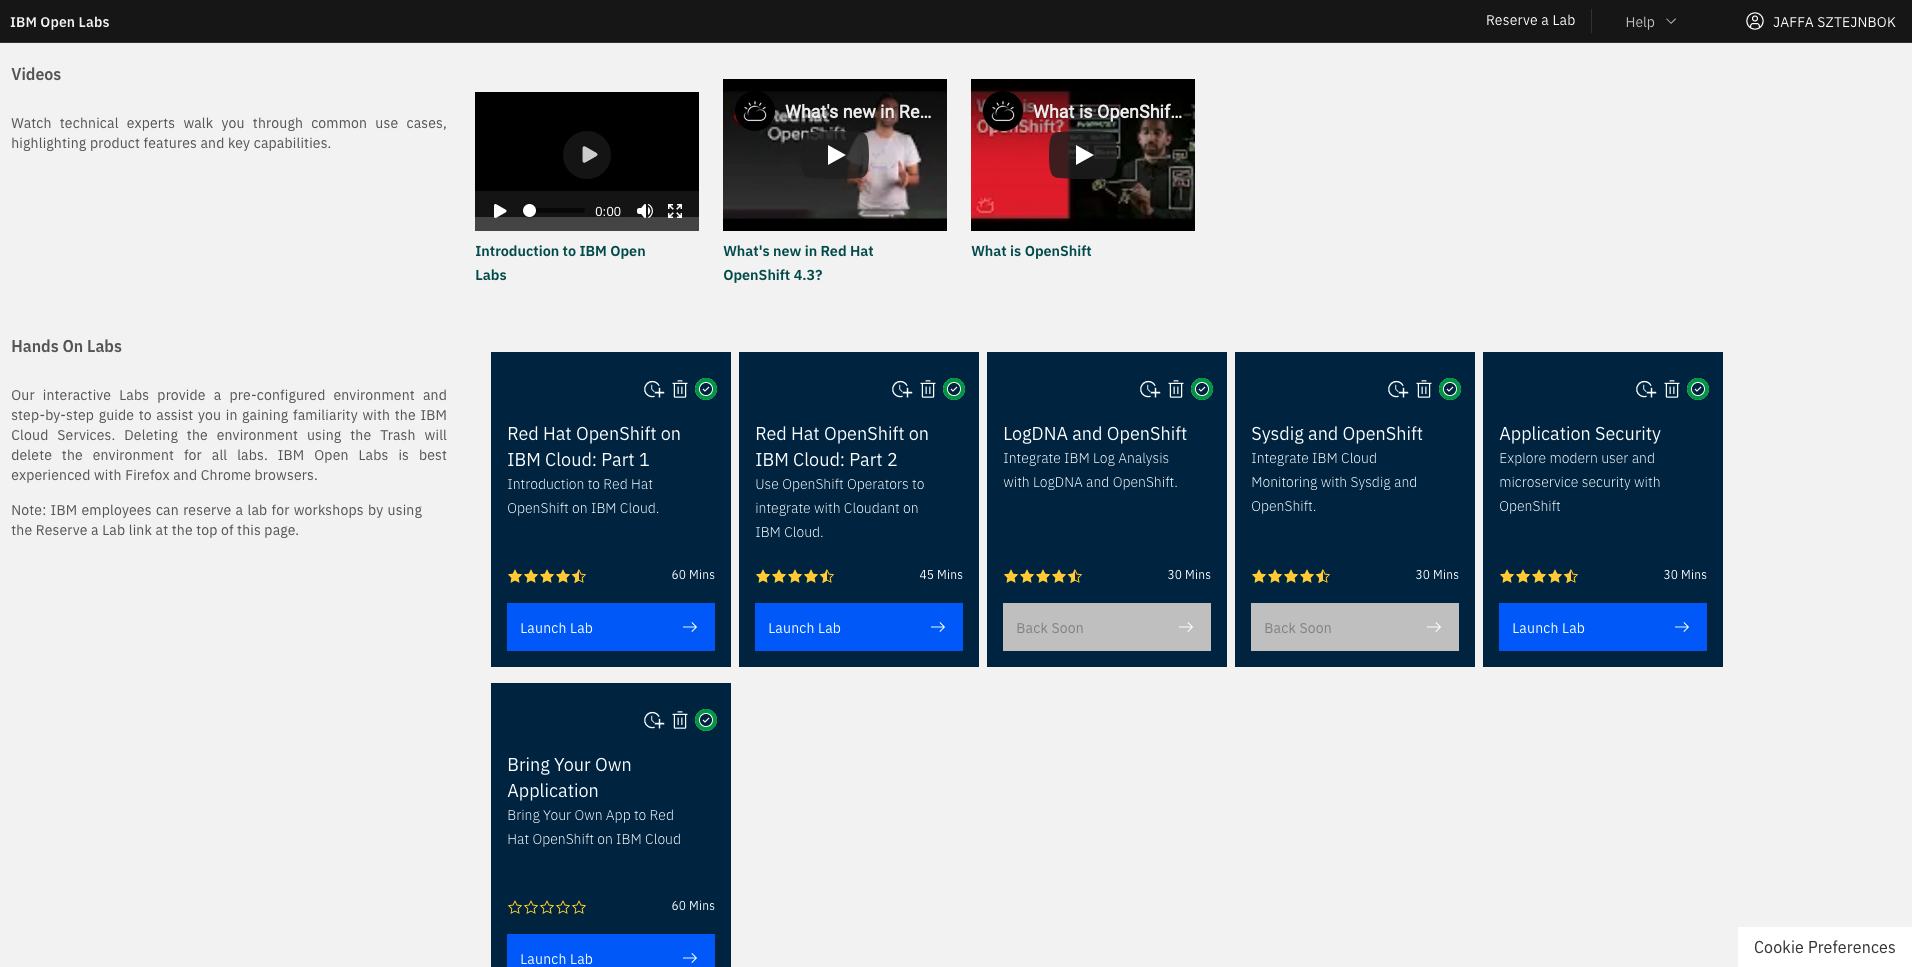 IBM Open Labs
Reserve a Lab
Help
JAFFA SZTEJNBOK
Videos
Watch technical experts walk you through common use cases,
highlighting product features and key capabilities.
0:00
What's new in Re...
Red Hat
OpenShift
What is OpenShif...
What is
OpenShift?
Introduction to IBM Open
Labs
What's new in Red Hat
OpenShift 4.3?
What is OpenShift
Hands On Labs
Our interactive Labs provide a pre-configured environment and
step-by-step guide to assist you in gaining familiarity with the IBM
Cloud Services. Deleting the environment using the Trash will
delete the environment for all labs. IBM Open Labs is best
experienced with Firefox and Chrome browsers.
Note: IBM employees can reserve a lab for workshops by using
the Reserve a Lab link at the top of this page.
Red Hat OpenShift on
IBM Cloud: Part 1
Introduction to Red Hat
OpenShift on IBM Cloud.
60 Mins
Launch Lab
Red Hat OpenShift on
IBM Cloud: Part 2
Use OpenShift Operators to
integrate with Cloudant on
IBM Cloud.
45 Mins
Launch Lab
LogDNA and OpenShift
Integrate IBM Log Analysis
with LogDNA and OpenShift.
30 Mins
Back Soon
Sysdig and OpenShift
Integrate IBM Cloud
Monitoring with Sysdig and
OpenShift.
30 Mins
Back Soon
Application Security
Explore modern user and
microservice security with
OpenShift
30 Mins
Launch Lab
Bring Your Own
Application
Bring Your Own App to Red
Hat OpenShift on IBM Cloud
60 Mins
Launch Lab
Cookie Preferences